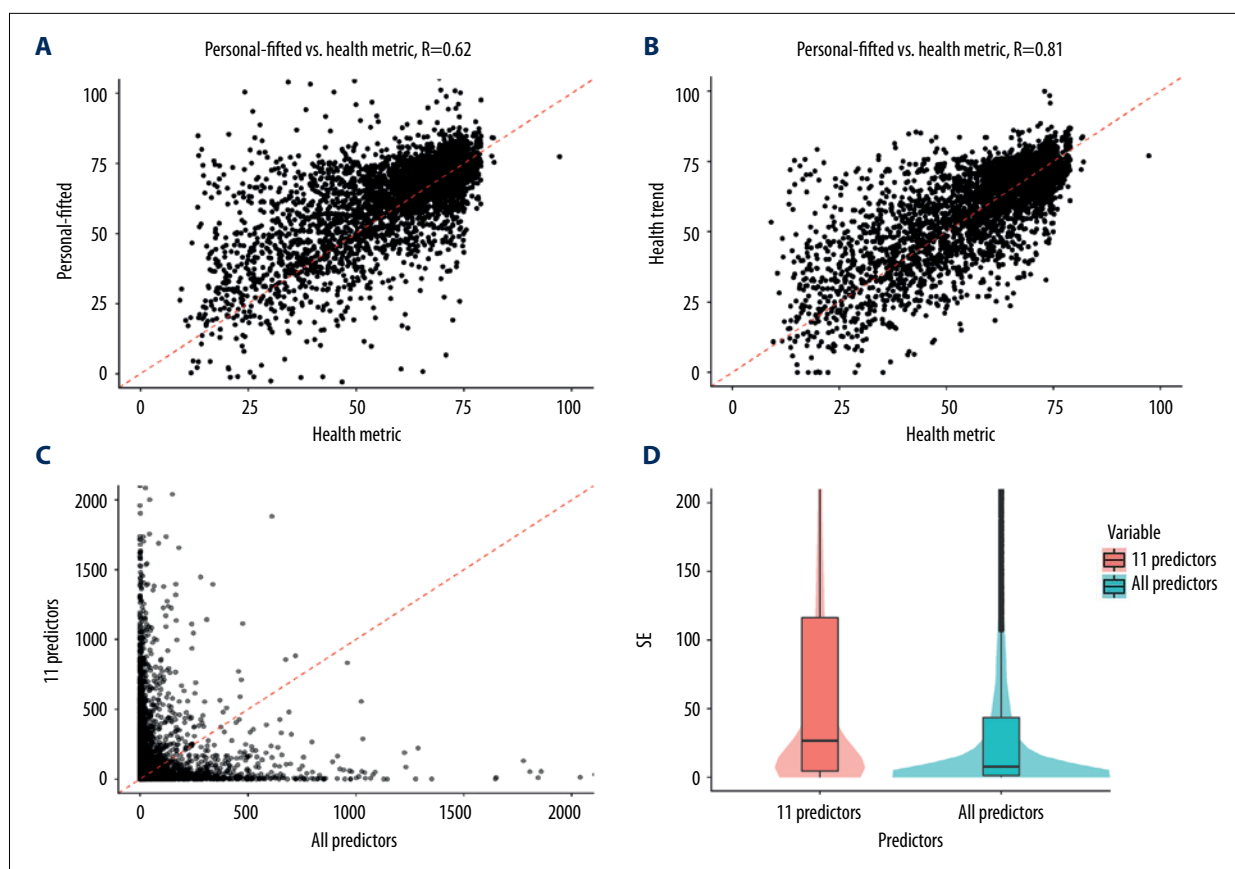 A
Personal-fifted vs. health metric, R=0.62
100
75
50
25
0
Personal-fifted
0
25
50
75
100
Health metric
B
Personal-fifted vs. health metric, R=0.81
100
75
50
25
0
Health trend
0
25
50
75
100
Health metric
C
2000
1500
1000
500
0
11 predictors
0
500
1000
1500
2000
All predictors
D
200
150
100
50
0
SE
11 predictors
All predictors
Predictors
Variable
11 predictors
All predictors